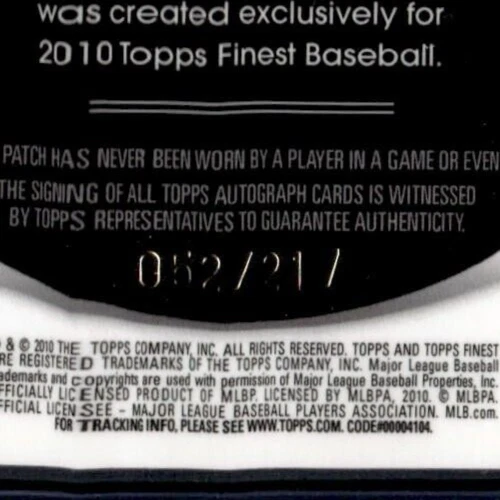 was created exclusively for
2010 Topps Finest Baseball.
PATCH HAS NEVER BEEN WORN BY A PLAYER IN A GAME OR EVEN
THE SIGNING OF ALL TOPPS AUTOGRAPH CARDS IS WITNESSED
BY TOPPS REPRESENTATIVES TO GUARANTEE AUTHENTICITY.
052/217
& © 2010 THE TOPPS COMPANY, INC. ALL RIGHTS RESERVED. TOPPS AND TOPPS FINEST
RE REGISTERED TRADEMARKS OF THE TOPPS COMPANY, INC. Major League Baseball
ademarks and copyrights are used with permission of Major League Baseball Properties, Inc.
FFICIALLY LICENSED PRODUCT OF MLBP. LICENSED BY MLBPA, 2010. © MLBPA.
FFICIAL LICENSEE – MAJOR LEAGUE BASEBALL PLAYERS ASSOCIATION. MLB.com.
FOR TRACKING INFO, PLEASE SEE WWW.TOPPS.COM. CODE#00004104.